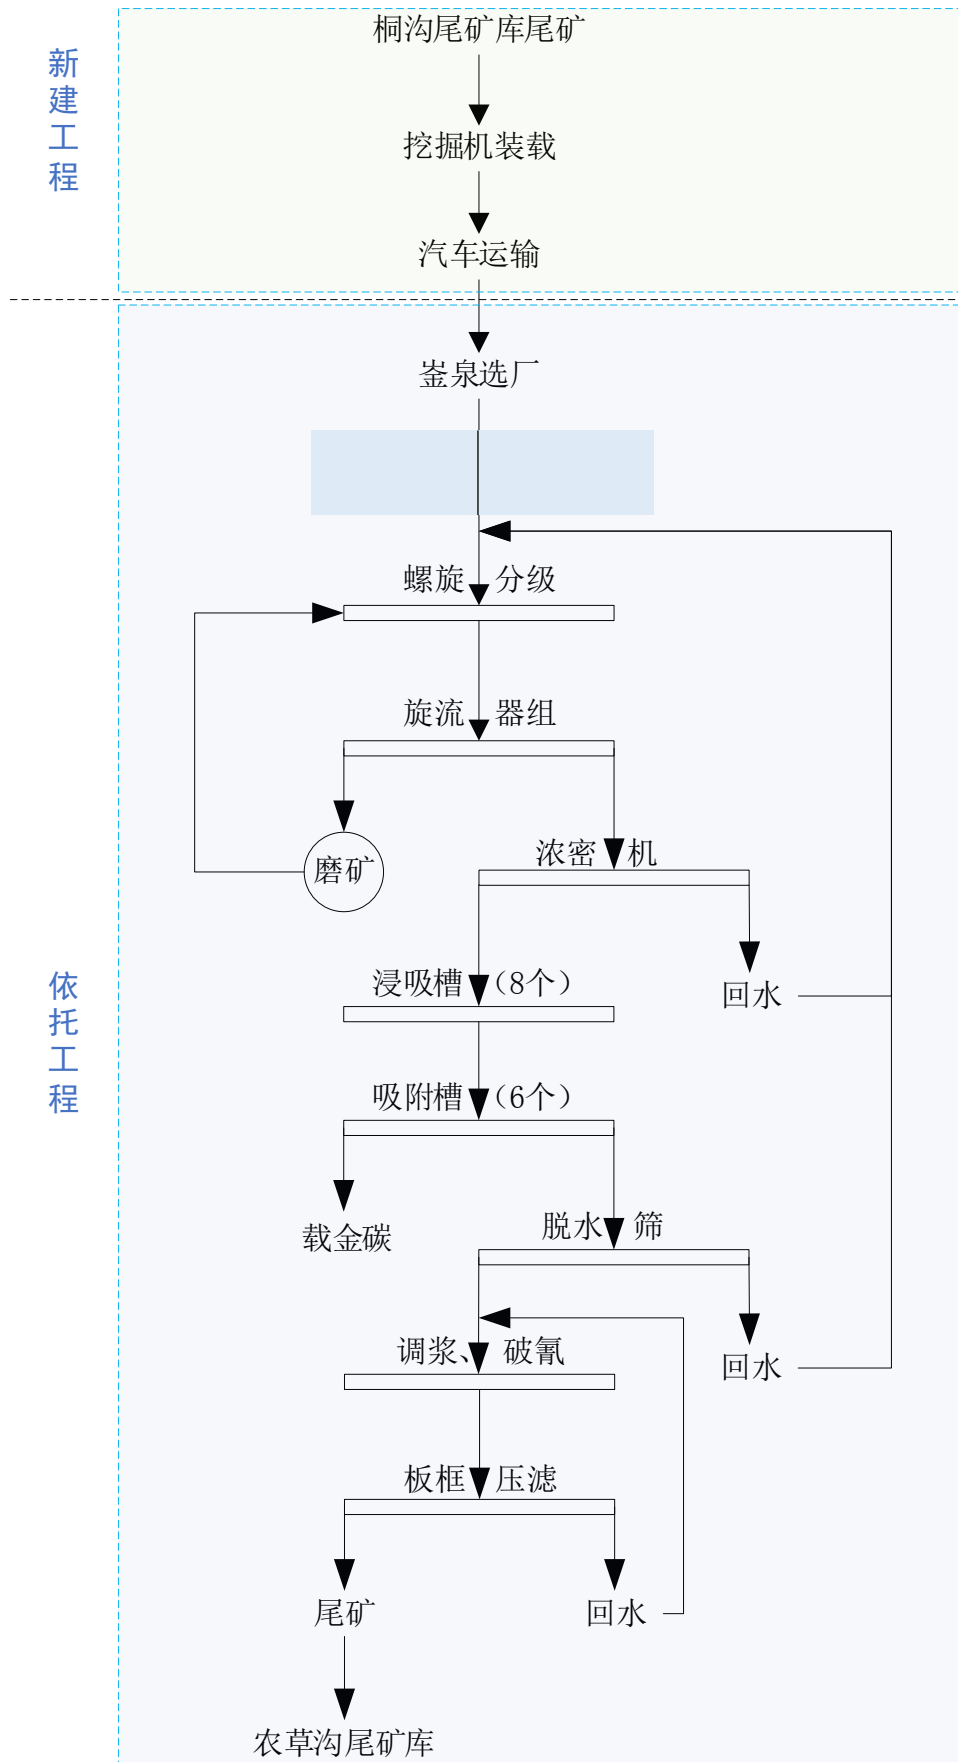 新建工程
桐沟尾矿库尾矿
挖掘机装载
汽车运输
依托工程
崟泉选厂
螺旋 分级
旋流 器组
磨矿
浓密 机
浸吸槽 （8个）
回水
吸附槽 （6个）
载金碳
脱水 筛
调浆、 破氰
回水
板框 压滤
尾矿
回水
农草沟尾矿库